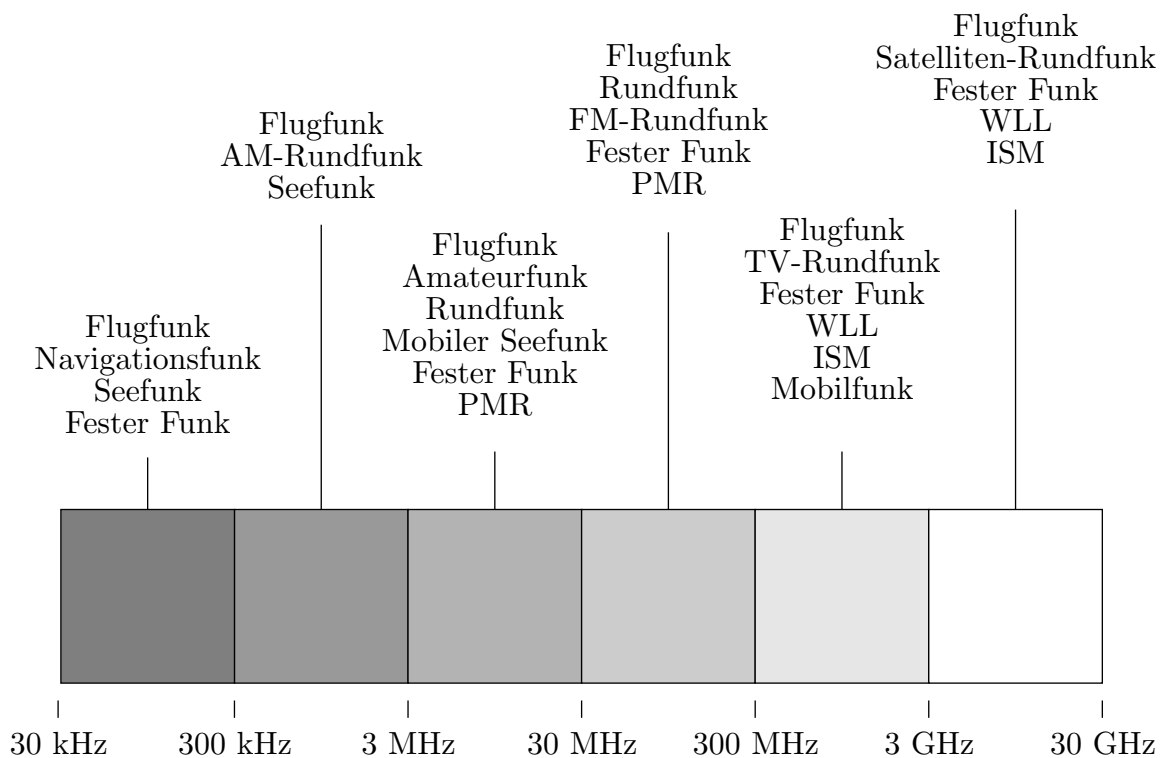 Flugfunk
Navigationsfunk
Seefunk
Fester Funk
Flugfunk
AM-Rundfunk
Seefunk
Flugfunk
Amateurfunk
Rundfunk
Mobiler Seefunk
Fester Funk
PMR
Flugfunk
Rundfunk
FM-Rundfunk
Fester Funk
PMR
Flugfunk
TV-Rundfunk
Fester Funk
WLL
ISM
Mobilfunk
Flugfunk
Satelliten-Rundfunk
Fester Funk
WLL
ISM
30 kHz 300 kHz 3 MHz 30 MHz 300 MHz 3 GHz 30 GHz